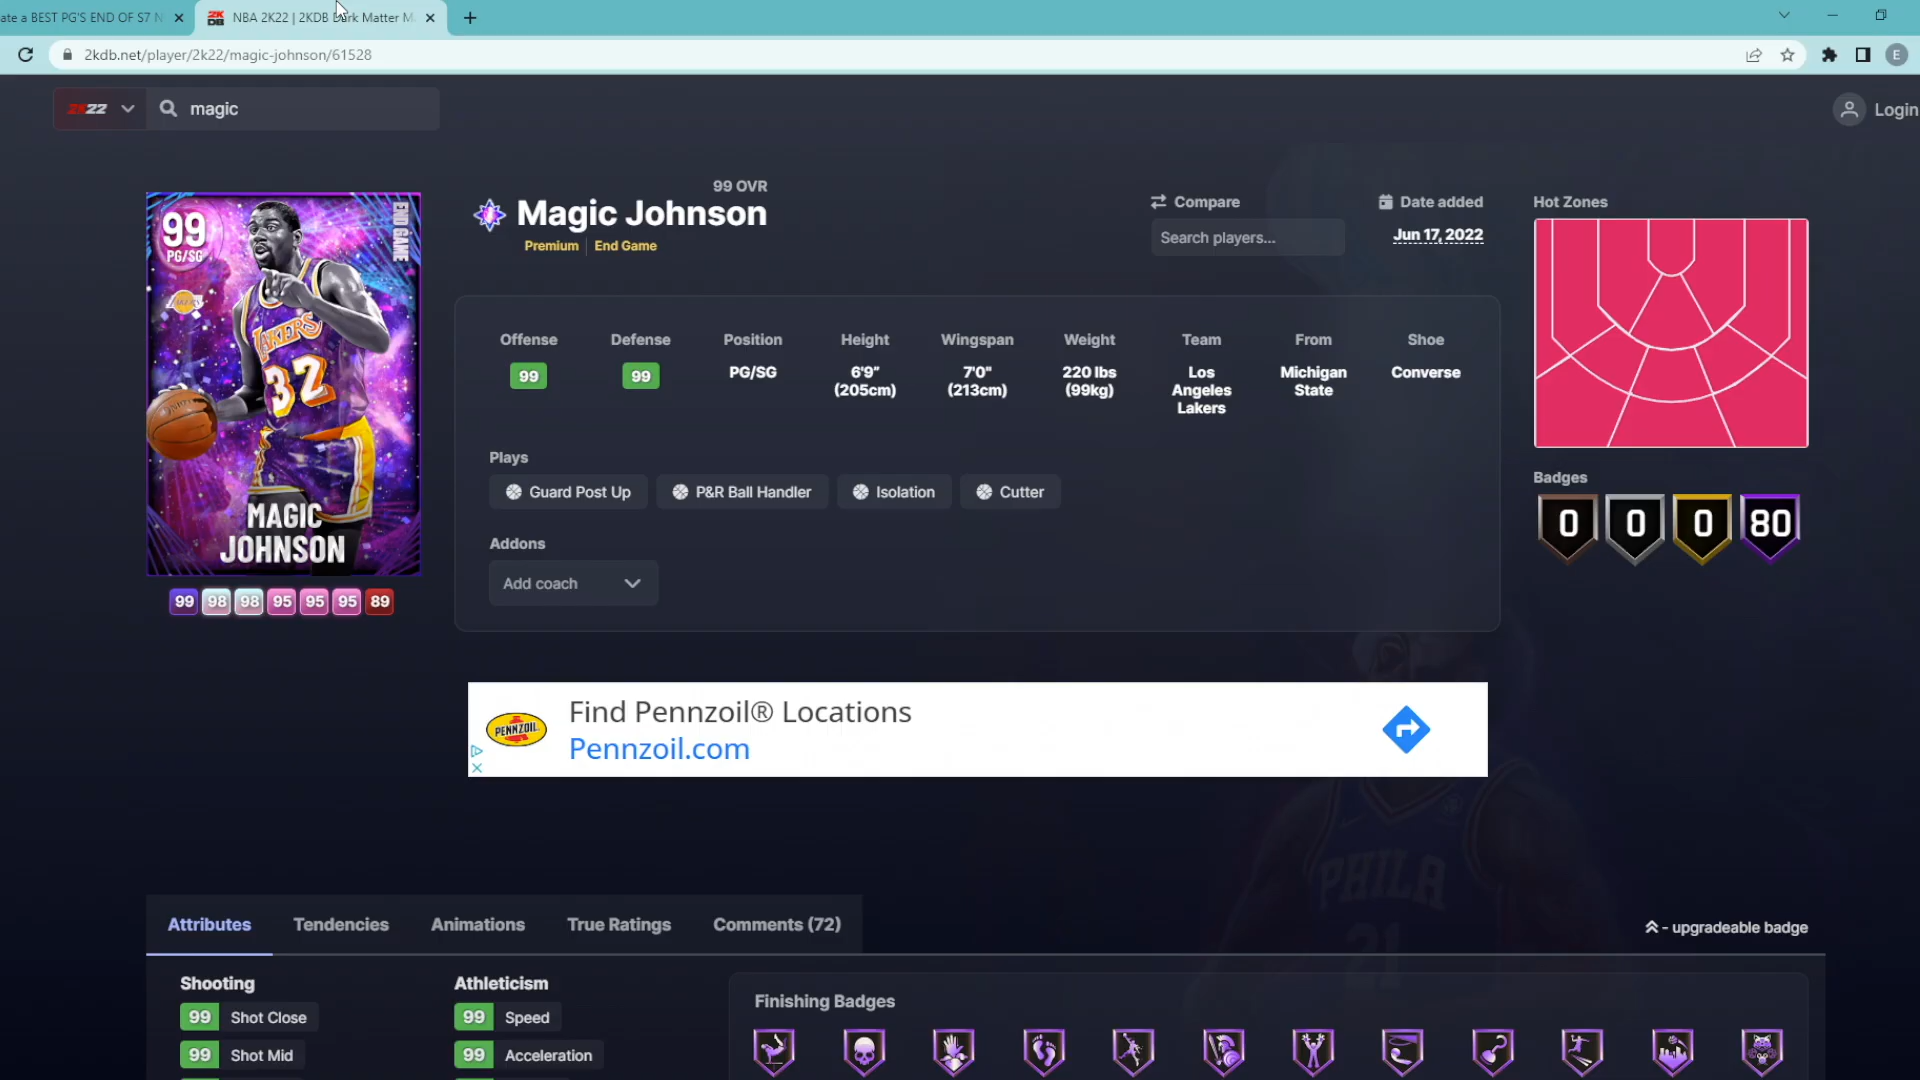 ate a BEST PG'S END OF S7 N
NBA 2K22 | 2KDB Dark Matter M
2kdb.net/player/2k22/magic-johnson/61528
E
2K22
magic
Login
99
PG/SG
END GAME
LAKERS
32
MAGIC
JOHNSON
99 98 98 95 95 95 89
99 OVR
Magic Johnson
Premium | End Game
Compare
Search players...
Date added
Jun 17, 2022
Hot Zones
Offense Defense Position Height Wingspan Weight Team From Shoe
99 99 PG/SG 6'9" 7'0" 220 lbs Los Michigan Converse
(205cm) (213cm) (99kg) Angeles State
Lakers
Plays
Guard Post Up P&R Ball Handler Isolation Cutter
Addons
Add coach
Badges
0 0 0 80
PENNZOIL
Find Pennzoil® Locations
Pennzoil.com
PHILA
21
Attributes Tendencies Animations True Ratings Comments (72)
- upgradeable badge
Shooting Athleticism
Finishing Badges
99 Shot Close 99 Speed
99 Shot Mid 99 Acceleration